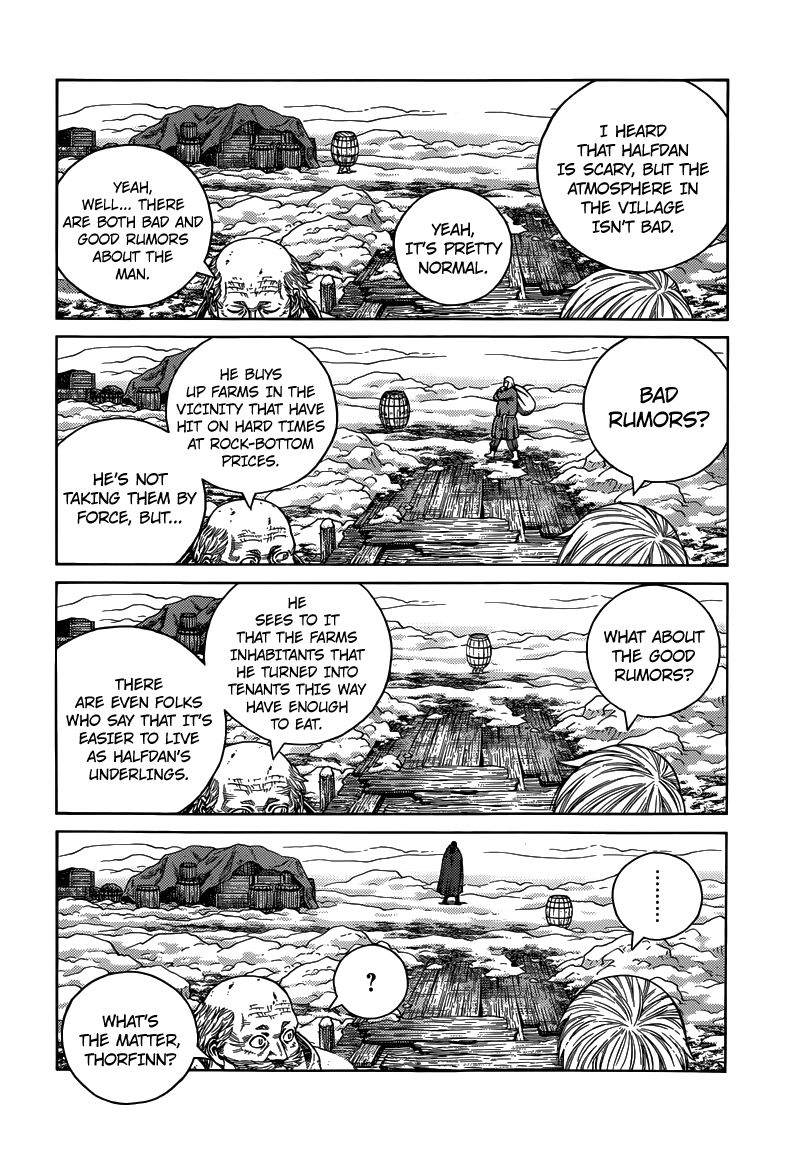 I HEARD
THAT HALFDAN
IS SCARY, BUT THE
ATMOSPHERE IN
THE VILLAGE
ISN'T BAD.
YEAH,
IT'S PRETTY
NORMAL.
YEAH,
WELL... THERE
ARE BOTH BAD AND
GOOD RUMORS
ABOUT THE
MAN.
BAD
RUMORS?
HE BUYS
UP FARMS IN THE
VICINITY THAT HAVE
HIT ON HARD TIMES
AT ROCK-BOTTOM
PRICES.
HE'S NOT
TAKING THEM BY
FORCE, BUT...
WHAT ABOUT
THE GOOD
RUMORS?
HE
SEES TO IT
THAT THE FARMS
INHABITANTS THAT
HE TURNED INTO
TENANTS THIS WAY
HAVE ENOUGH
TO EAT.
THERE
ARE EVEN FOLKS
WHO SAY THAT IT'S
EASIER TO LIVE
AS HALFDAN'S
UNDERLINGS.
.........
?
WHAT'S
THE MATTER,
THORFINN?